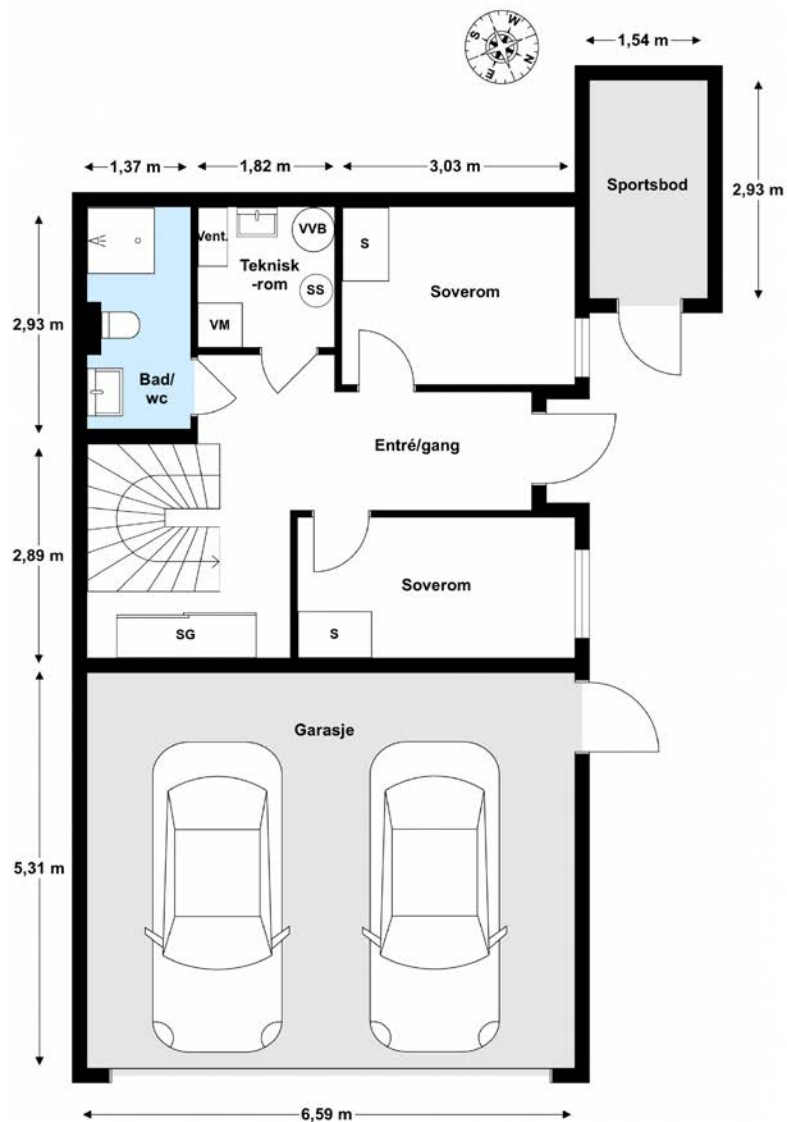 S
W
N
E
1,54 m
1,37 m
1,82 m
3,03 m
Sportsbod
2,93 m
Vent.
VVB
S
Teknisk
-rom
SS
Soverom
VM
2,93 m
Bad/
wc
Entré/gang
2,89 m
Soverom
SG
S
Garasje
5,31 m
6,59 m